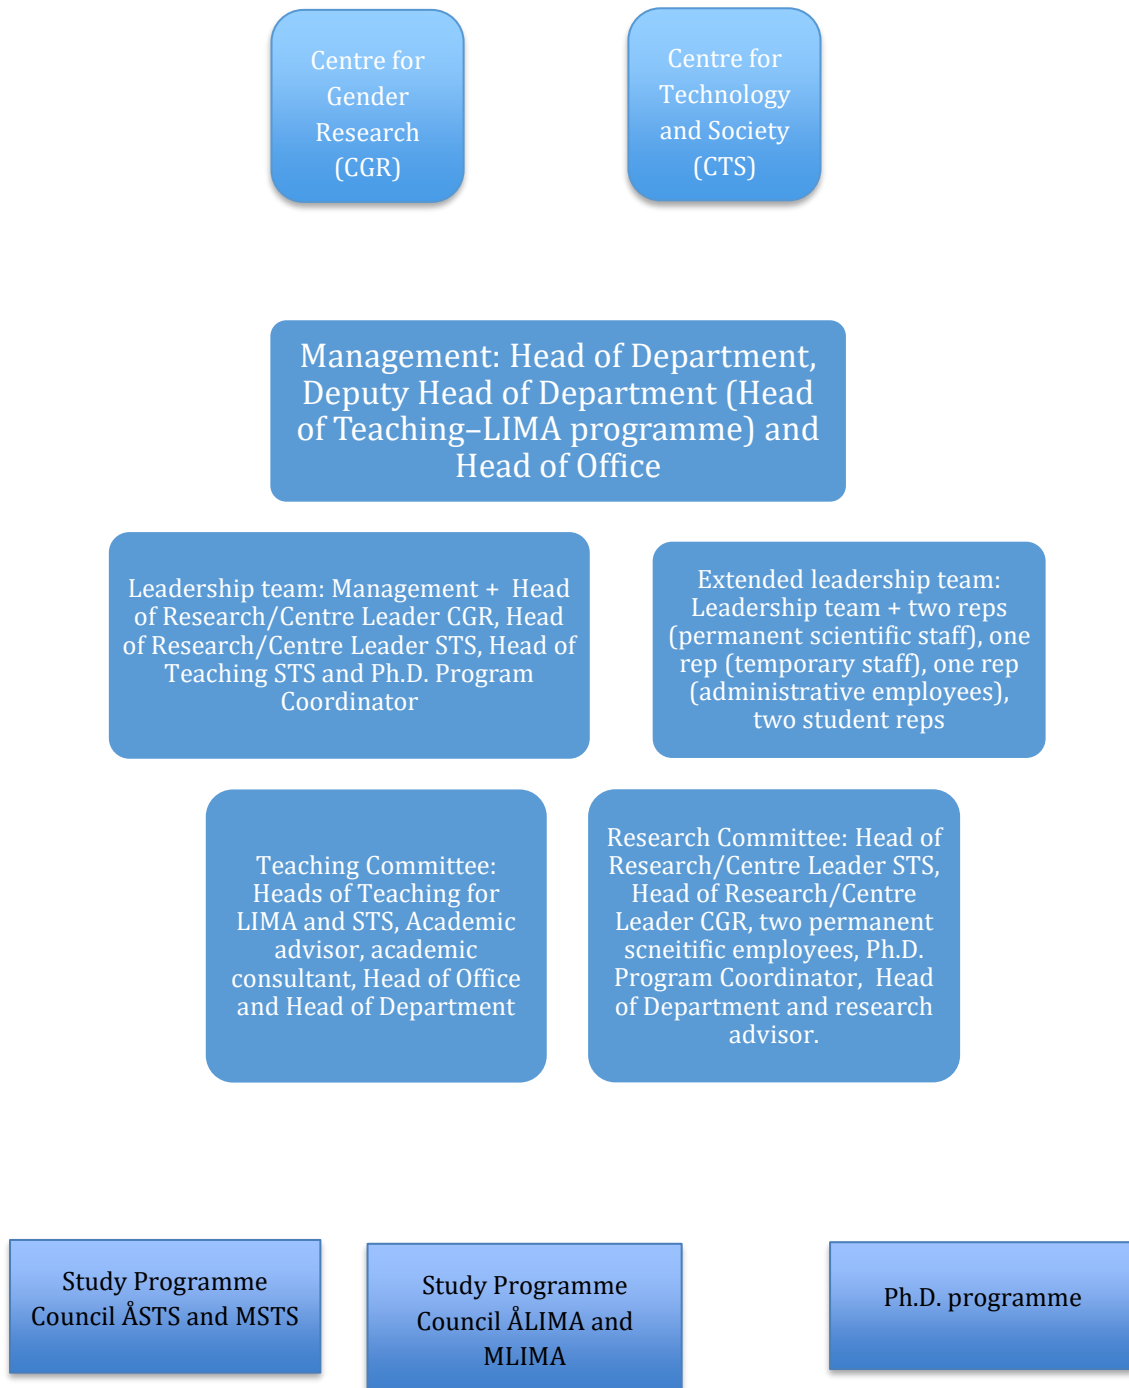 Centre for
Gender
Research
(CGR)
Centre for
Technology
and Society
(CTS)
Management: Head of Department,
Deputy Head of Department (Head
of Teaching–LIMA programme) and
Head of Office
Leadership team: Management +  Head
of Research/Centre Leader CGR, Head
of Research/Centre Leader STS, Head of
Teaching STS and Ph.D. Program
Coordinator
Extended leadership team:
Leadership team + two reps
(permanent scientific staff), one
rep (temporary staff), one rep
(administrative employees),
two student reps
Teaching Committee:
Heads of Teaching for
LIMA and STS, Academic
advisor, academic
consultant, Head of Office
and Head of Department
Research Committee: Head of
Research/Centre Leader STS,
Head of Research/Centre
Leader CGR, two permanent
scneitific employees, Ph.D.
Program Coordinator,  Head
of Department and research
advisor.
Study Programme
Council ÅSTS and MSTS
Study Programme
Council ÅLIMA and
MLIMA
Ph.D. programme